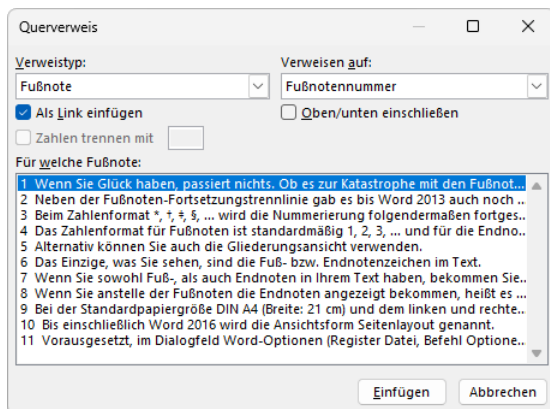 Querverweis
Verweistyp: Verweisen auf:
Fußnote Fußnotennummer
Als Link einfügen Oben/unten einschließen
Zahlen trennen mit
Für welche Fußnote:
1 Wenn Sie Glück haben, passiert nichts. Ob es zur Katastrophe mit den Fußnot...
2 Neben der Fußnoten-Fortsetzungstrennlinie gab es bis Word 2013 auch noch ...
3 Beim Zahlenformat *, †, ‡, §, ... wird die Nummerierung folgendermaßen fortges..
4 Das Zahlenformat für Fußnoten ist standardmäßig 1, 2, 3, ... und für die Endno..
5 Alternativ können Sie auch die Gliederungsansicht verwenden.
6 Das Einzige, was Sie sehen, sind die Fuß- bzw. Endnotenzeichen im Text.
7 Wenn Sie sowohl Fuß-, als auch Endnoten in Ihrem Text haben, bekommen Sie..
8 Wenn Sie anstelle der Fußnoten die Endnoten angezeigt bekommen, heißt es ...
9 Bei der Standardpapiergröße DIN A4 (Breite: 21 cm) und dem linken und rechte..
10 Bis einschließlich Word 2016 wird die Ansichtsform Seitenlayout genannt.
11 Vorausgesetzt, im Dialogfeld Word-Optionen (Register Datei, Befehl Optione..
Einfügen Abbrechen